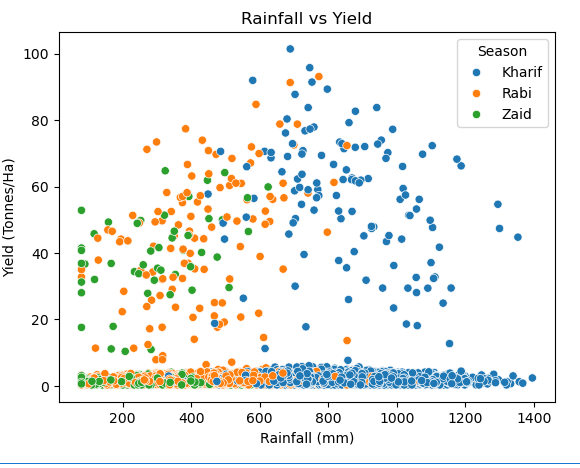 Rainfall vs Yield
Yield (Tonnes/Ha)
100
80
60
40
20
0
Season
Kharif
Rabi
Zaid
200 400 600 800 1000 1200 1400
Rainfall (mm)